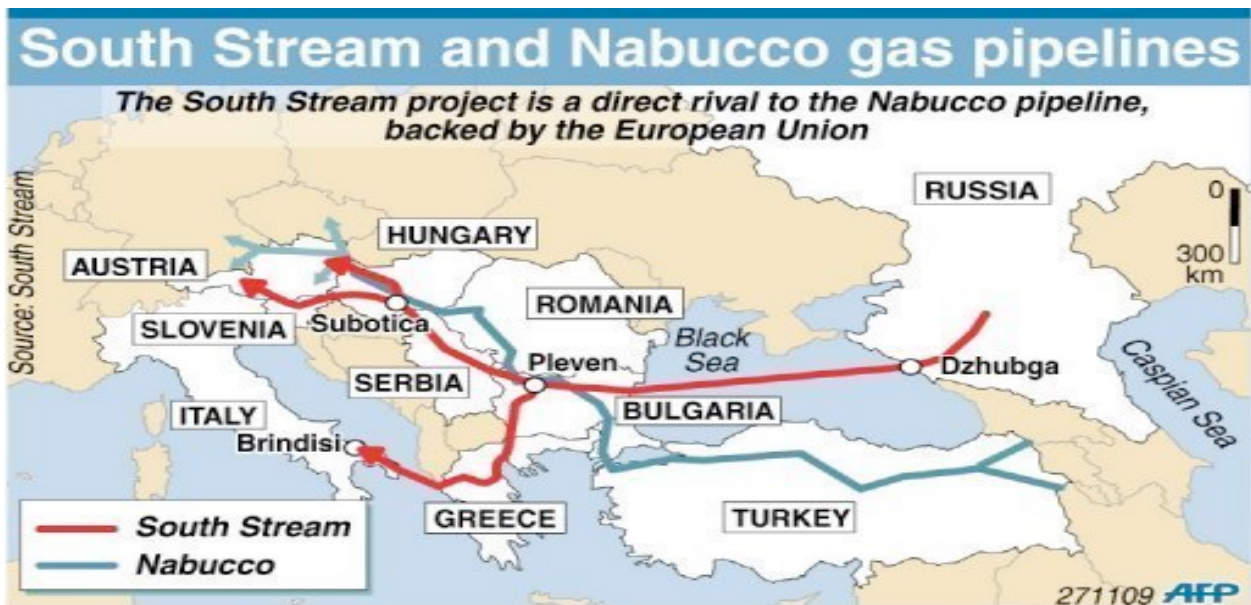 South Stream and Nabucco gas pipelines
The South Stream project is a direct rival to the Nabucco pipeline,
backed by the European Union
Source: South Stream
RUSSIA
0
300
km
HUNGARY
AUSTRIA
ROMANIA
SLOVENIA
Subotica
Black
Sea
Pleven
Dzhubga
Caspian Sea
SERBIA
ITALY
BULGARIA
Brindisi
GREECE
TURKEY
South Stream
Nabucco
271109 AFP